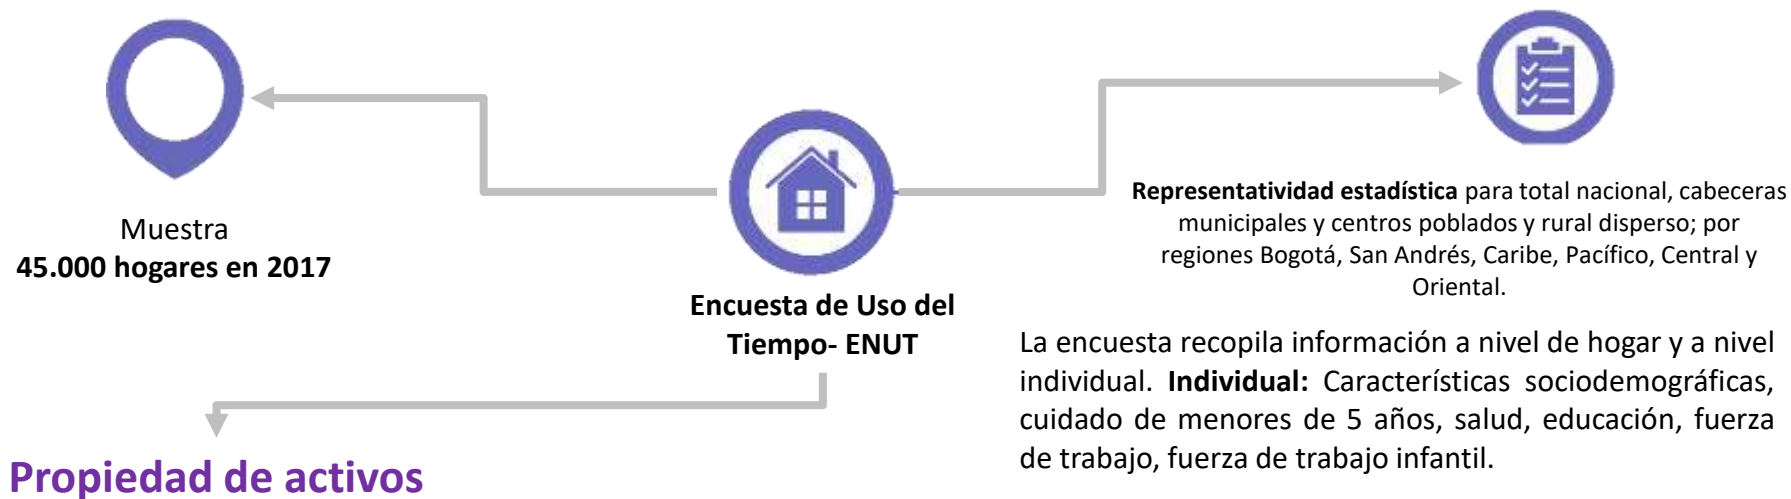 Muestra
45.000 hogares en 2017
Encuesta de Uso del
Tiempo- ENUT
Representatividad estadística para total nacional, cabeceras
municipales y centros poblados y rural disperso; por
regiones Bogotá, San Andrés, Caribe, Pacífico, Central y
Oriental.
La encuesta recopila información a nivel de hogar y a nivel
individual. Individual: Características sociodemográficas,
cuidado de menores de 5 años, salud, educación, fuerza
de trabajo, fuerza de trabajo infantil.
Propiedad de activos